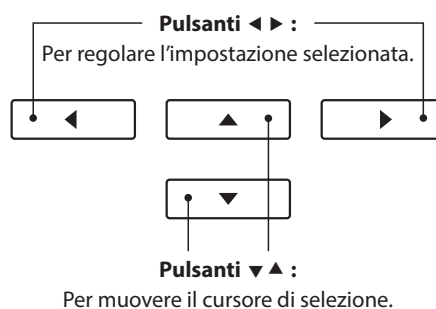 Pulsanti ◀ ▶ :
Per regolare l'impostazione selezionata.
Pulsanti ▼ ▲ :
Per muovere il cursore di selezione.